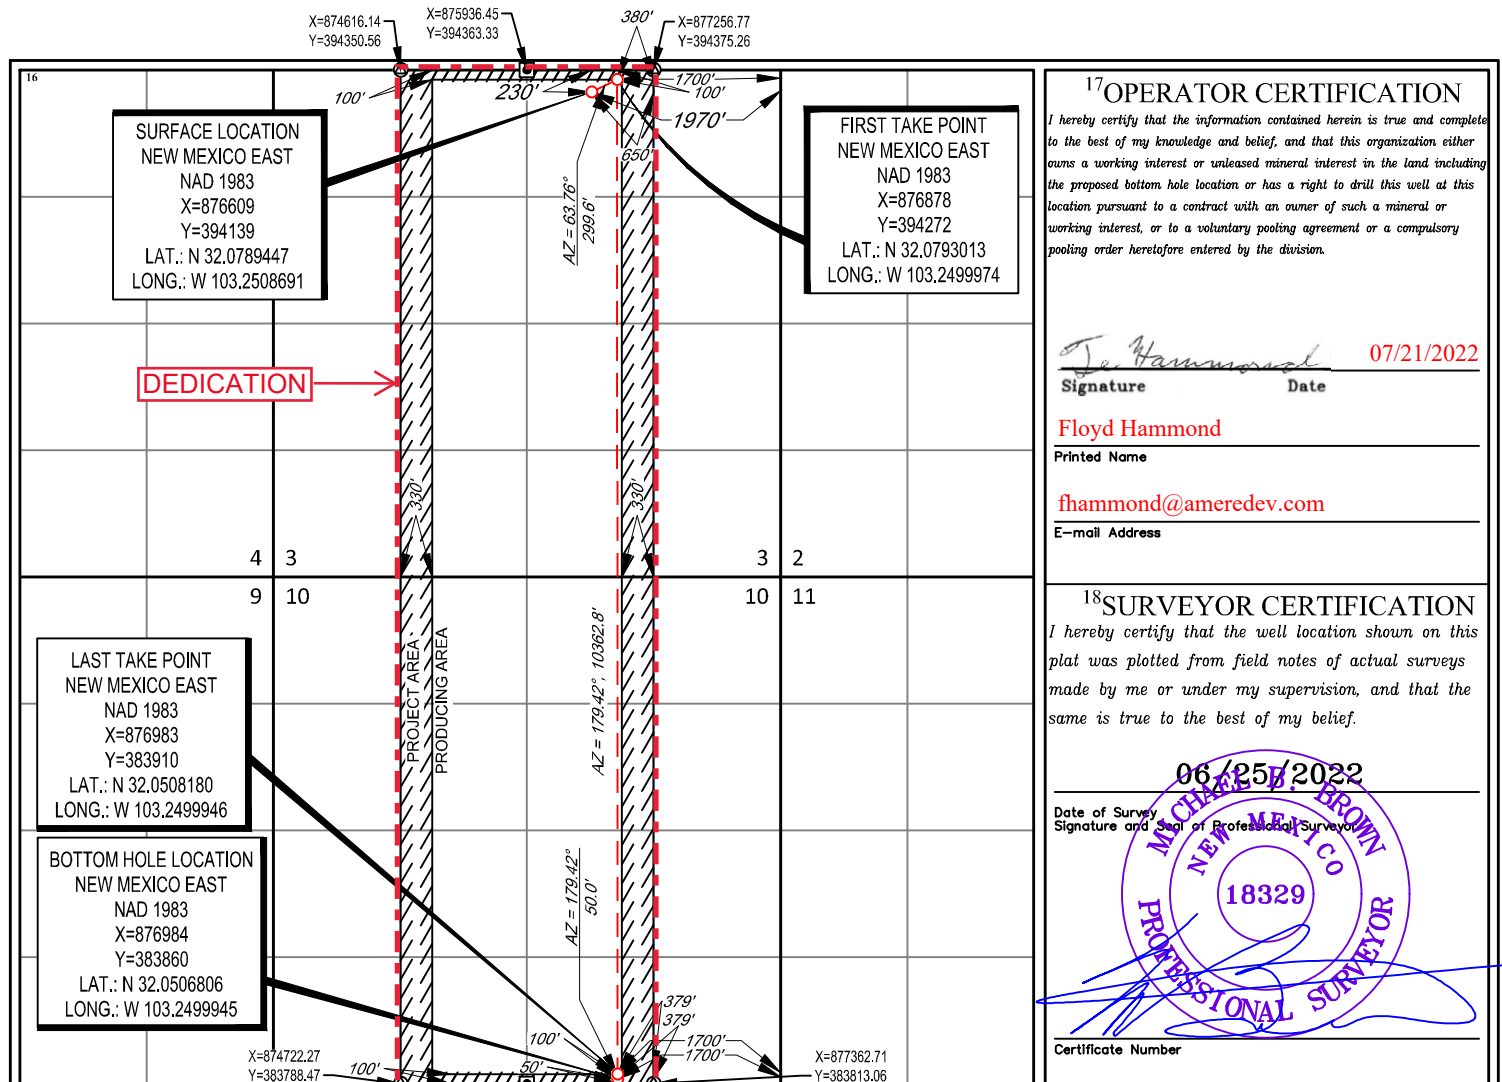 X=874616.14
Y=394350.56
X=875936.45
Y=394363.33
380'
X=877256.77
Y=394375.26
16
100'
230'
1700'
100'
1970'
650'
SURFACE LOCATION
NEW MEXICO EAST
NAD 1983
X=876609
Y=394139
LAT.: N 32.0789447
LONG.: W 103.2508691
AZ = 63.76°
299.6'
FIRST TAKE POINT
NEW MEXICO EAST
NAD 1983
X=876878
Y=394272
LAT.: N 32.0793013
LONG.: W 103.2499974
DEDICATION
330'
330'
4 3
3 2
9 10
10 11
PROJECT AREA
PRODUCING AREA
AZ = 179.42°, 10362.8'
LAST TAKE POINT
NEW MEXICO EAST
NAD 1983
X=876983
Y=383910
LAT.: N 32.0508180
LONG.: W 103.2499946
BOTTOM HOLE LOCATION
NEW MEXICO EAST
NAD 1983
X=876984
Y=383860
LAT.: N 32.0506806
LONG.: W 103.2499945
AZ = 179.42°
50.0'
379'
379'
100'
1700'
1700'
X=874722.27
Y=383788.47
100'
50'
X=877362.71
Y=383813.06
17OPERATOR CERTIFICATION
I hereby certify that the information contained herein is true and complete
to the best of my knowledge and belief, and that this organization either
owns a working interest or unleased mineral interest in the land including
the proposed bottom hole location or has a right to drill this well at this
location pursuant to a contract with an owner of such a mineral or
working interest, or to a voluntary pooling agreement or a compulsory
pooling order heretofore entered by the division.
07/21/2022
Signature Date
Floyd Hammond
Printed Name
fhammond@ameredev.com
E-mail Address
18SURVEYOR CERTIFICATION
I hereby certify that the well location shown on this
plat was plotted from field notes of actual surveys
made by me or under my supervision, and that the
same is true to the best of my belief.
06/25/2022
Date of Survey
Signature and Seal of Professional Surveyor
MICHAEL B. BROWN
NEW MEXICO
18329
PROFESSIONAL SURVEYOR
Certificate Number